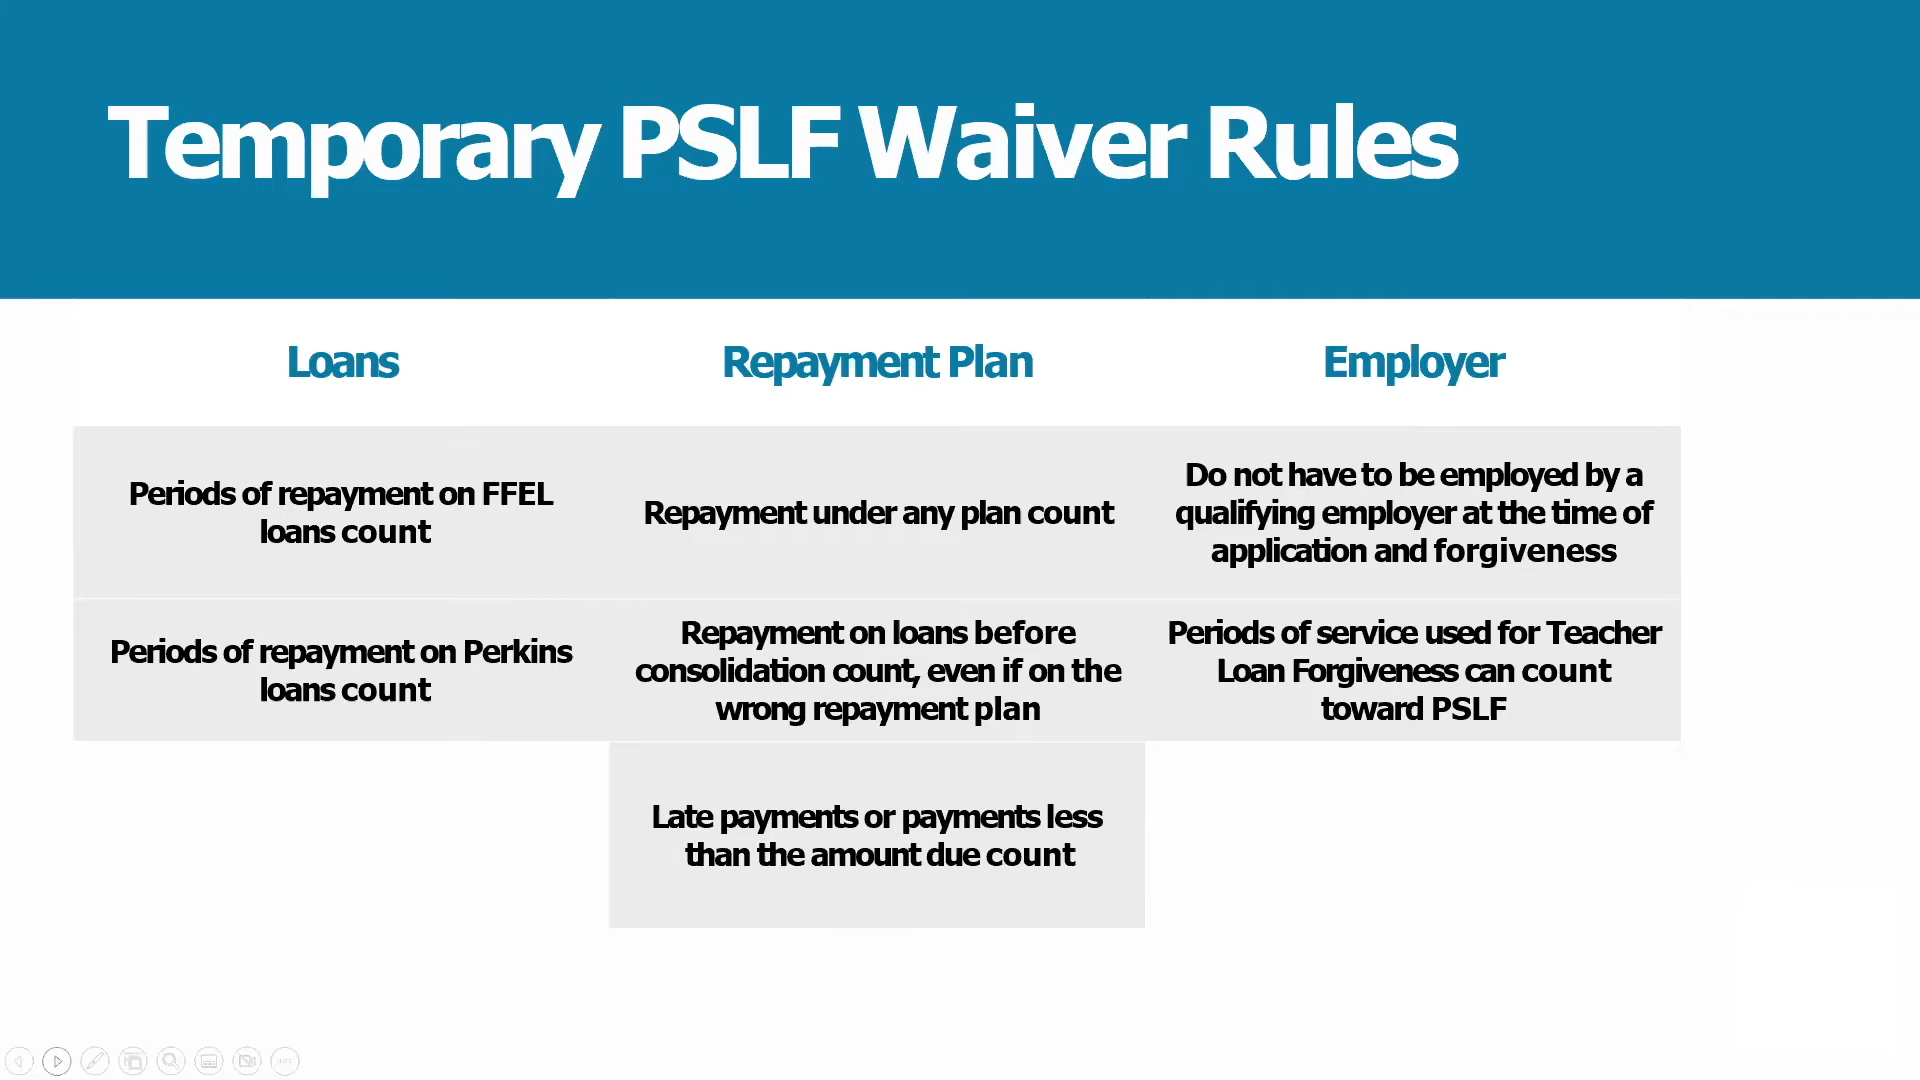 Temporary PSLF Waiver Rules
Loans
Repayment Plan
Employer
Periods of repayment on FFEL
loans count
Repayment under any plan count
Do not have to be employed by a
qualifying employer at the time of
application and forgiveness
Periods of repayment on Perkins
loans count
Repayment on loans before
consolidation count, even if on the
wrong repayment plan
Periods of service used for Teacher
Loan Forgiveness can count
toward PSLF
Late payments or payments less
than the amount due count